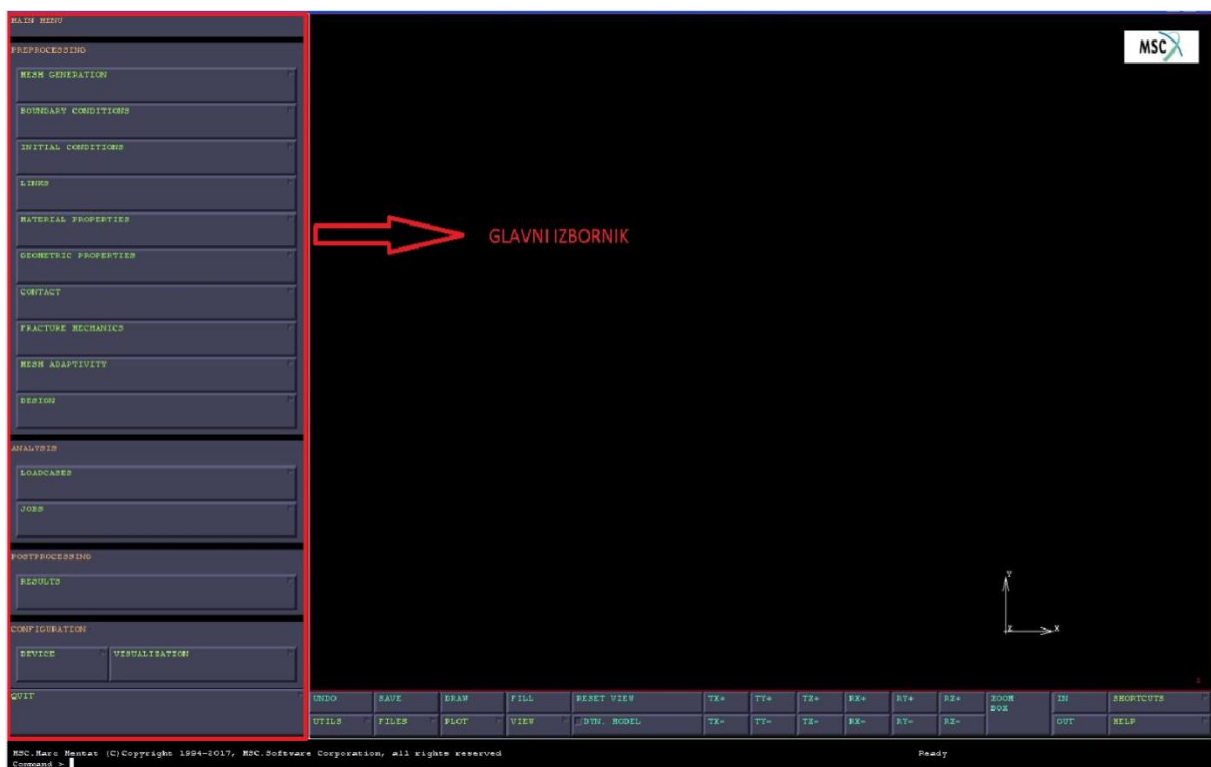 MAIN MENU
PREPROCESSING
MESH GENERATION
BOUNDARY CONDITIONS
INITIAL CONDITIONS
LINKS
MATERIAL PROPERTIES
GEOMETRIC PROPERTIES
CONTACT
FRACTURE MECHANICS
MESH ADAPTIVITY
DESIGN
ANALYSIS
LOADCASES
JOBS
POSTPROCESSING
RESULTS
CONFIGURATION
DEVICE VISUALISATION
QUIT
MSC
GLAVNI IZBORNIK
Y
Z X
1
UNDO SAVE DRAW FILL RESET VIEW TX+ TY+ TZ+ RX+ RY+ RZ+ ZOOM BOX IN SHORTCUTS
UTILS FILES PLOT VIEW DYN. MODEL TX- TY- TZ- RX- RY- RZ- OUT HELP
MSC.Marc Mentat (C)Copyright 1994-2017, MSC.Software Corporation, all rights reserved Ready
Command >